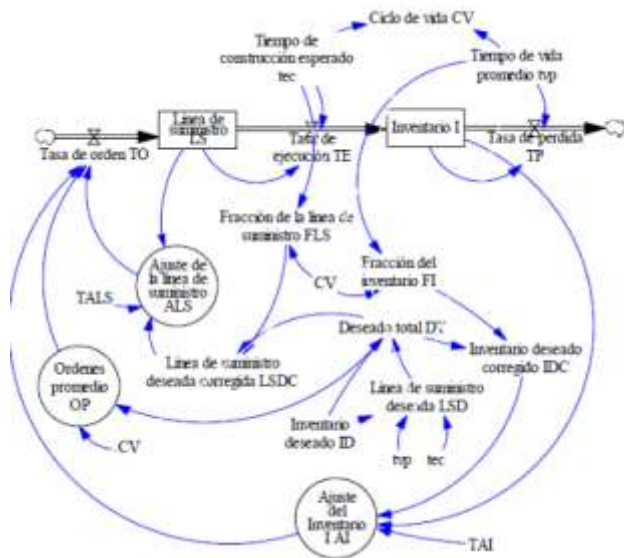 Ciclo de vida CV
Tiempo de
construcción esperado
tec
Tiempo de vida
promedio tvp
Línea de
suministro
LS
Inventario I
Tasa de orden TO
Tasa de
ejecución TE
Tasa de perdida
TP
Fracción de la línea de
suministro FLS
Ajuste de
la línea de
suministro
ALS
Fracción del
inventario FI
CV
TALS
Deseado total DT
Línea de suministro
deseada corregida LSDC
Inventario deseado
corregido IDC
Ordenes
promedio
OP
Línea de suministro
deseada LSD
Inventario
deseado ID
CV
tvp
tec
Ajuste
del
Inventario
I AI
TAI